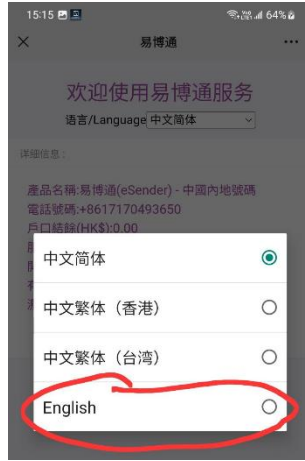 15:15 64%
易博通
欢迎使用易博通服务
语言/Language 中文简体
详细信息：
產品名稱:易博通(eSender) - 中國內地號碼
電話號碼:+8617170493650
戶口結餘(HK$):0.00
中文简体
中文繁体（香港）
中文繁体（台湾）
English